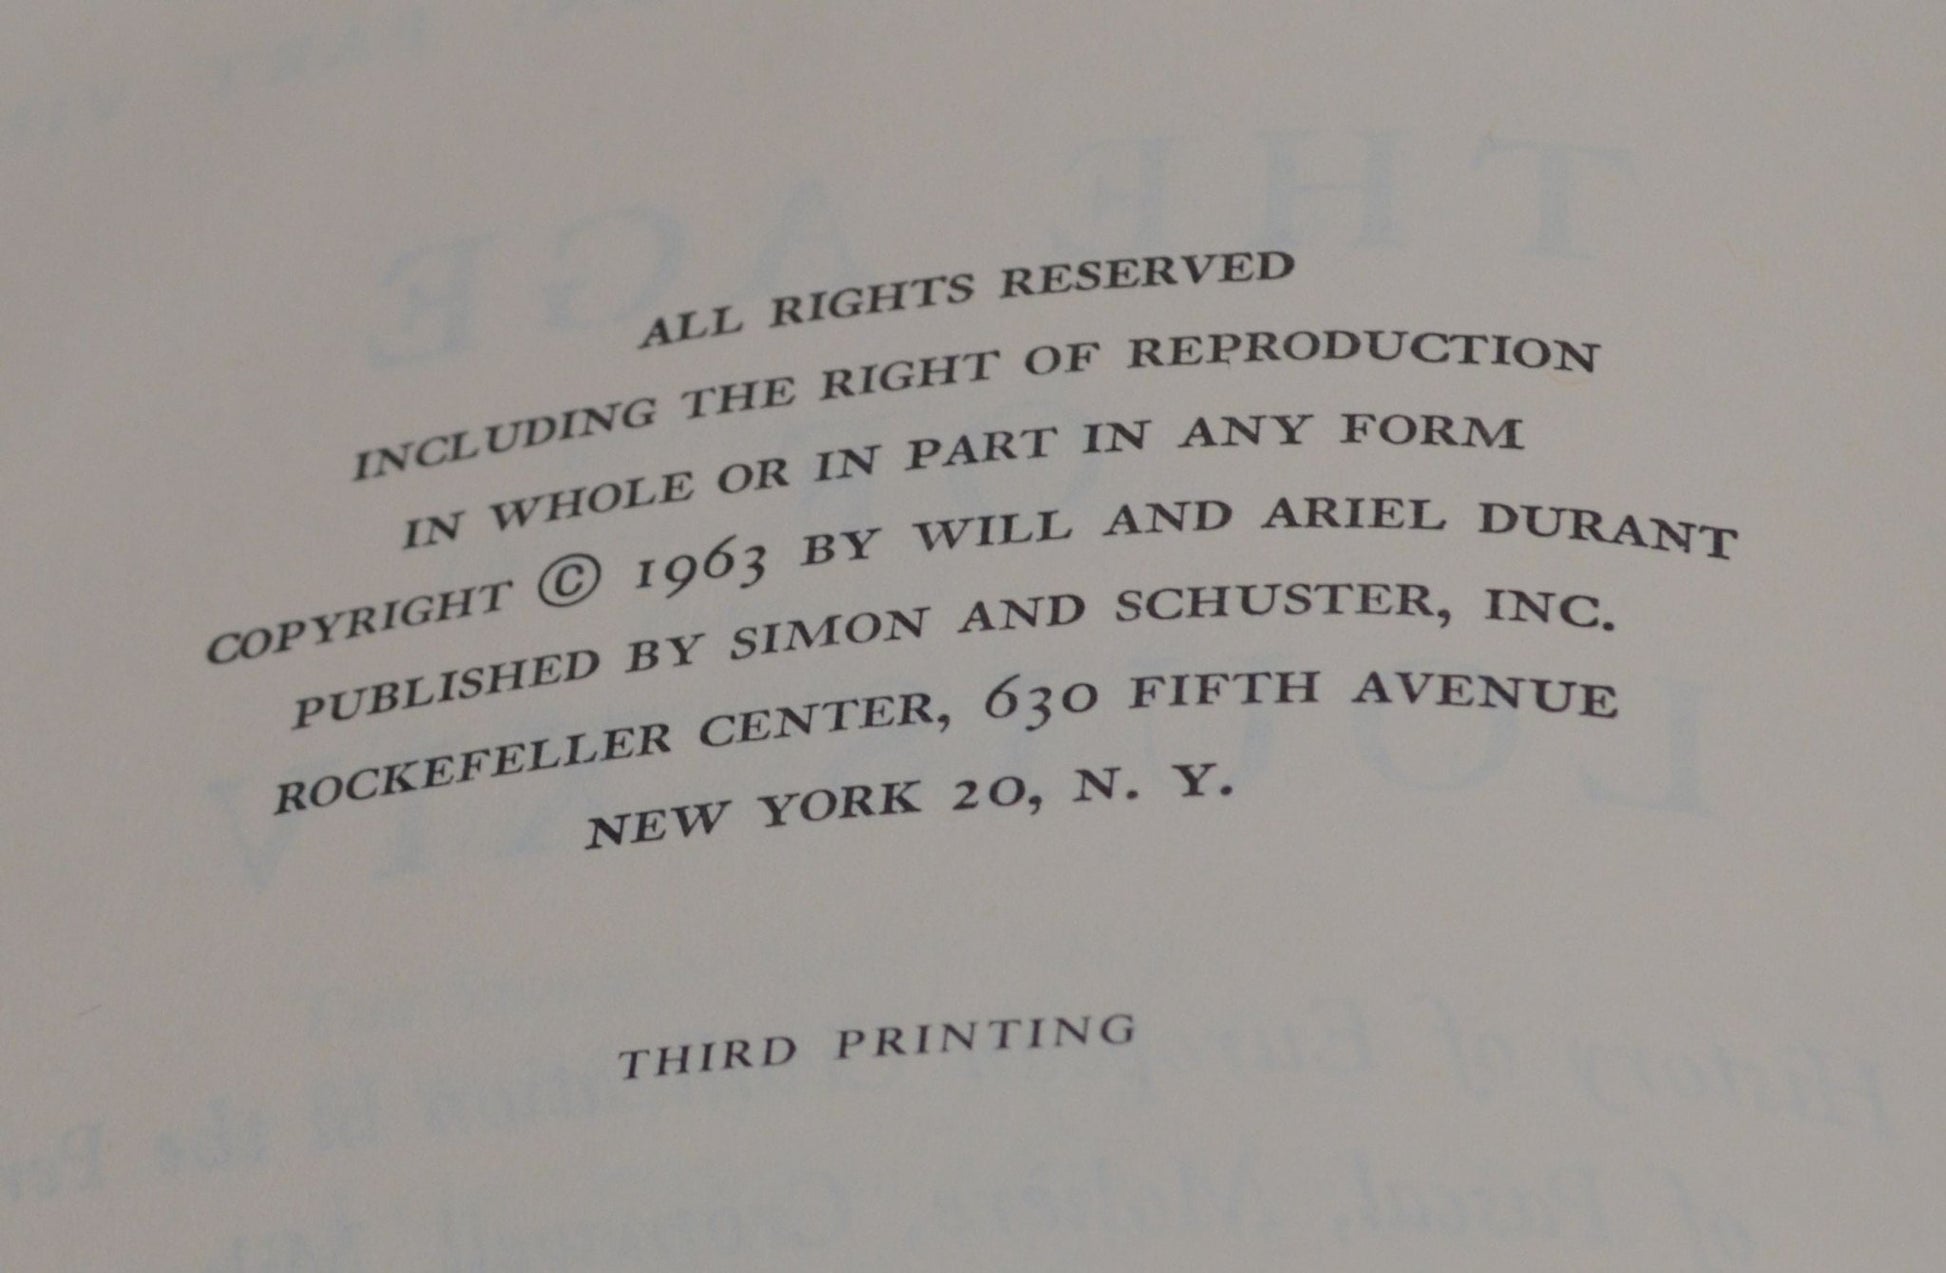 ALL RIGHTS RESERVED
INCLUDING THE RIGHT OF REPRODUCTION
IN WHOLE OR IN PART IN ANY FORM
COPYRIGHT © 1963 BY WILL AND ARIEL DURANT
PUBLISHED BY SIMON AND SCHUSTER, INC.
ROCKEFELLER CENTER, 630 FIFTH AVENUE
NEW YORK 20, N. Y.
THIRD PRINTING